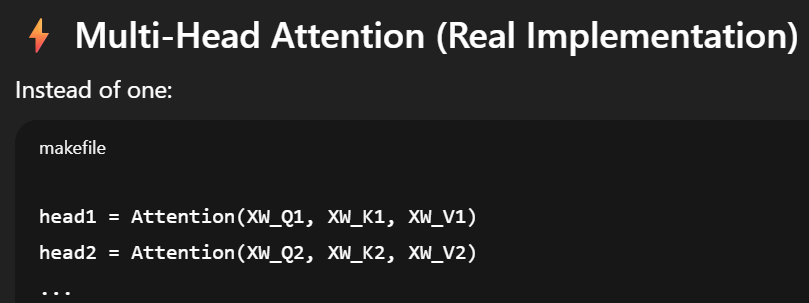 ⚡ Multi-Head Attention (Real Implementation)
Instead of one:
makefile
head1 = Attention(XW_Q1, XW_K1, XW_V1)
head2 = Attention(XW_Q2, XW_K2, XW_V2)
...